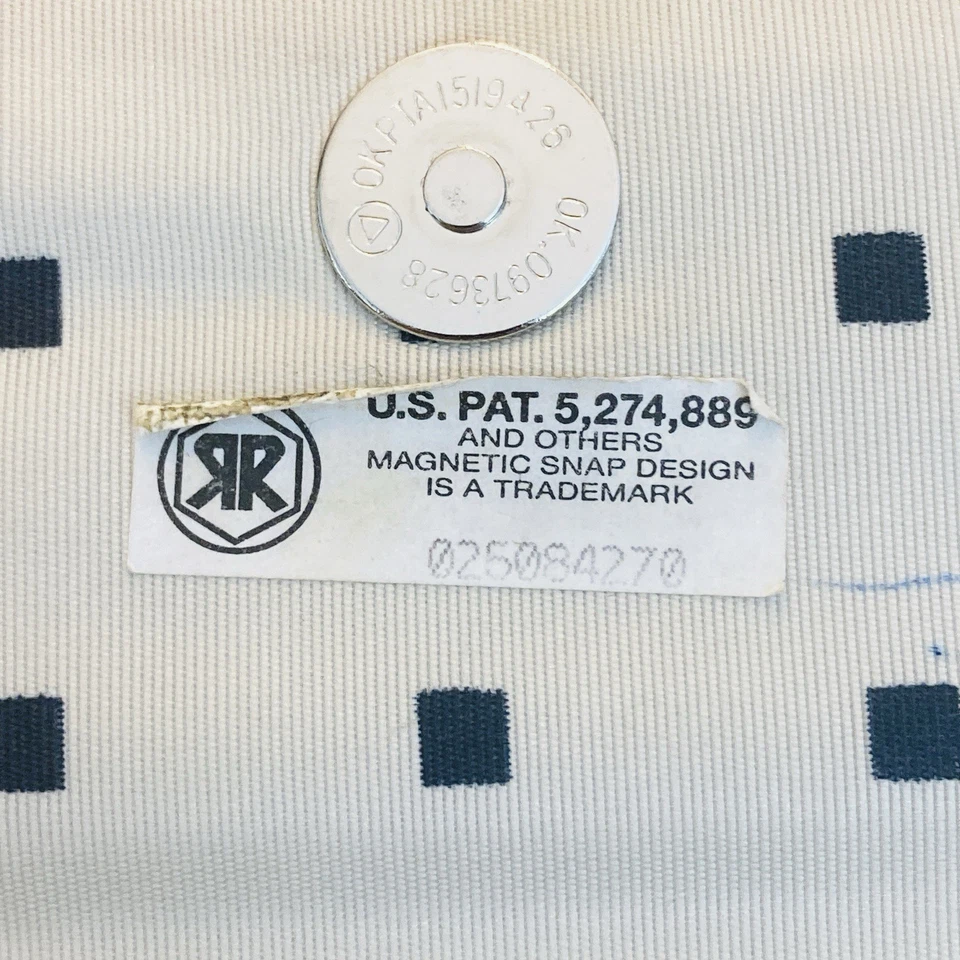 OKPTA1519426
OK.0973628
RR
U.S. PAT. 5,274,889
AND OTHERS
MAGNETIC SNAP DESIGN
IS A TRADEMARK
025084270